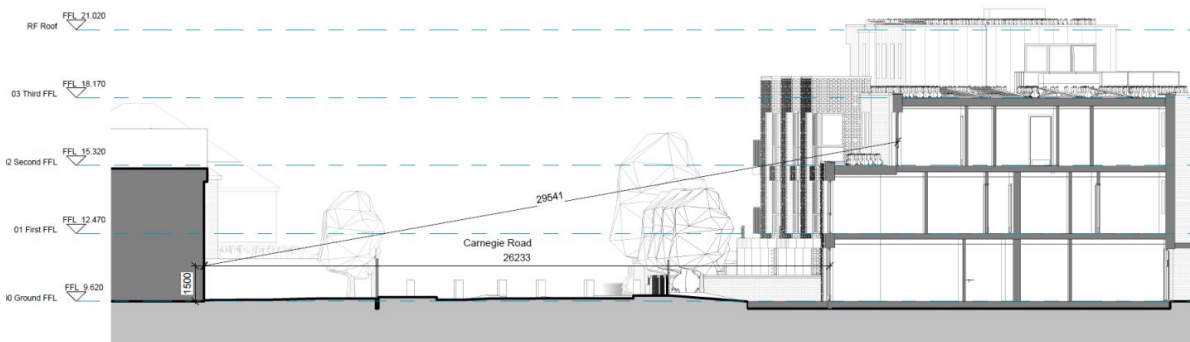 FFL 21.020
RF Roof
FFL 18.170
03 Third FFL
FFL 15.320
02 Second FFL
29541
FFL 12.470
01 First FFL
Carnegie Road
26233
1500
FFL 9.620
00 Ground FFL